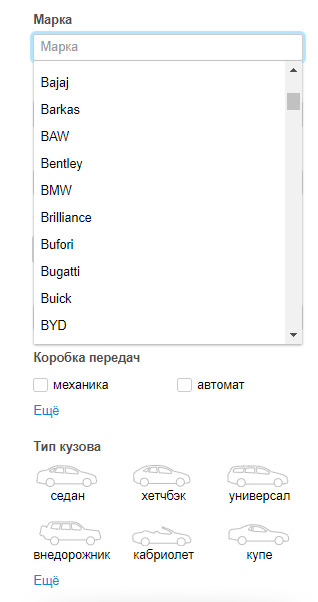 Марка
Марка
Bajaj
Barkas
BAW
Bentley
BMW
Brilliance
Bufori
Bugatti
Buick
BYD
Коробка передач
механика автомат
Ещё
Тип кузова
седан хетчбэк универсал
внедорожник кабриолет купе
Ещё